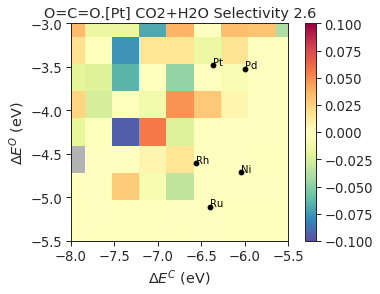 O=C=O.[Pt] CO2+H2O Selectivity 2.6
−3.0
−3.5
−4.0
−4.5
−5.0
−5.5
ΔE^O (eV)
Pt
Pd
Rh
Ni
Ru
−8.0 −7.5 −7.0 −6.5 −6.0 −5.5
ΔE^C (eV)
0.100
0.075
0.050
0.025
0.000
−0.025
−0.050
−0.075
−0.100